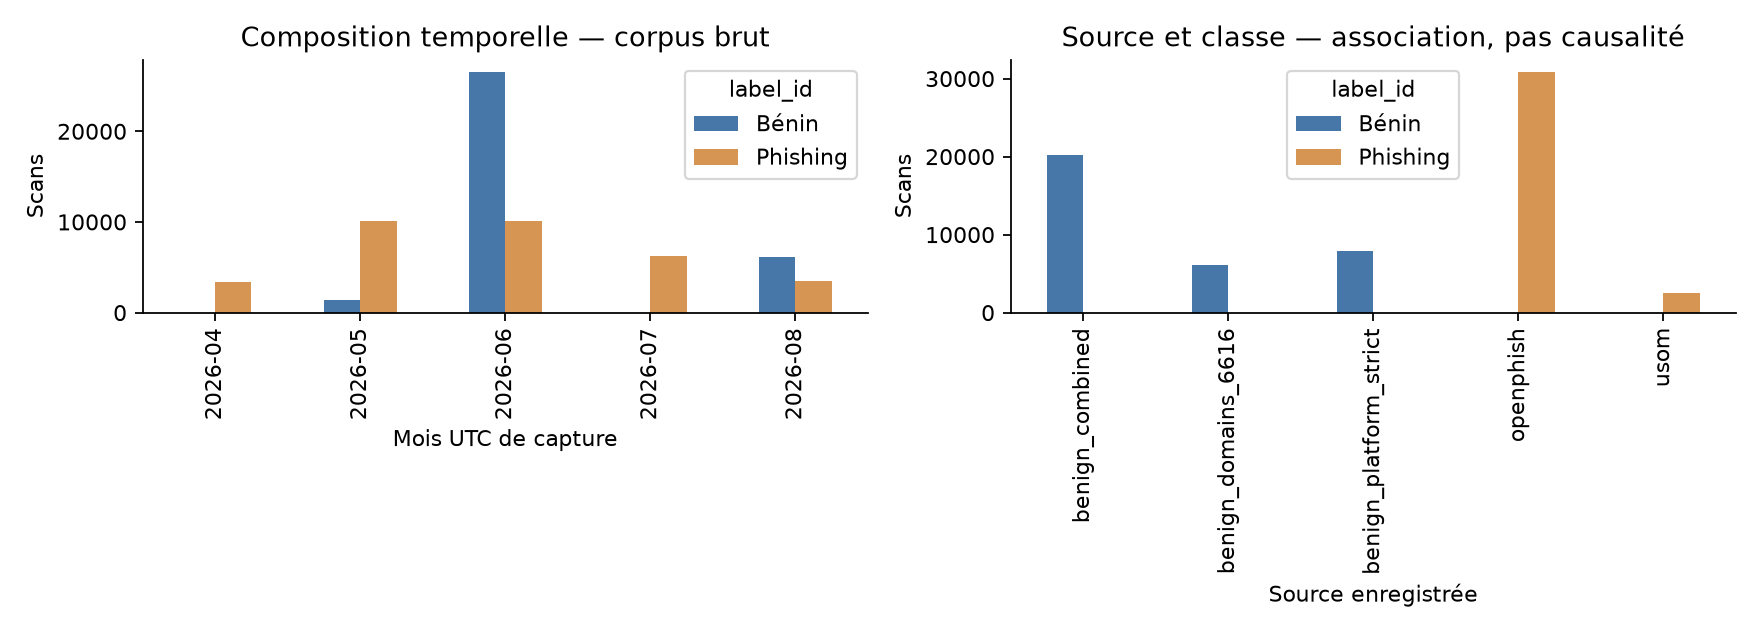 Composition temporelle — corpus brut
Scans
20000
10000
0
label_id
Bénin
Phishing
2026-04
2026-05
2026-06
2026-07
2026-08
Mois UTC de capture
Source et classe — association, pas causalité
Scans
30000
20000
10000
0
label_id
Bénin
Phishing
benign_combined
benign_domains_6616
benign_platform_strict
openphish
usom
Source enregistrée